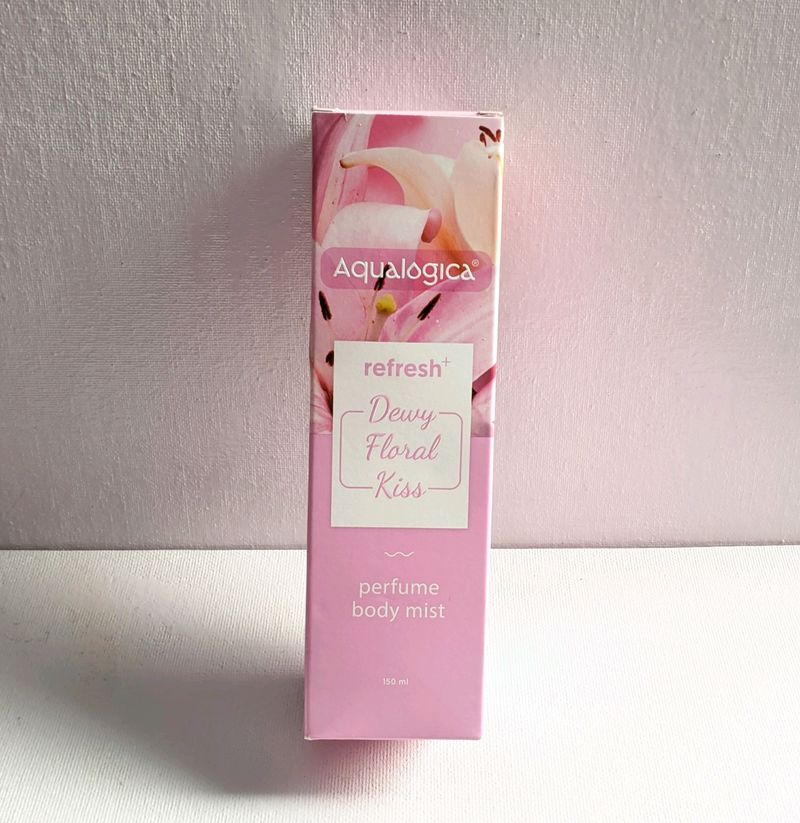 Aqualogica®
refresh+
Dewy
Floral
Kiss
perfume
body mist
150 ml